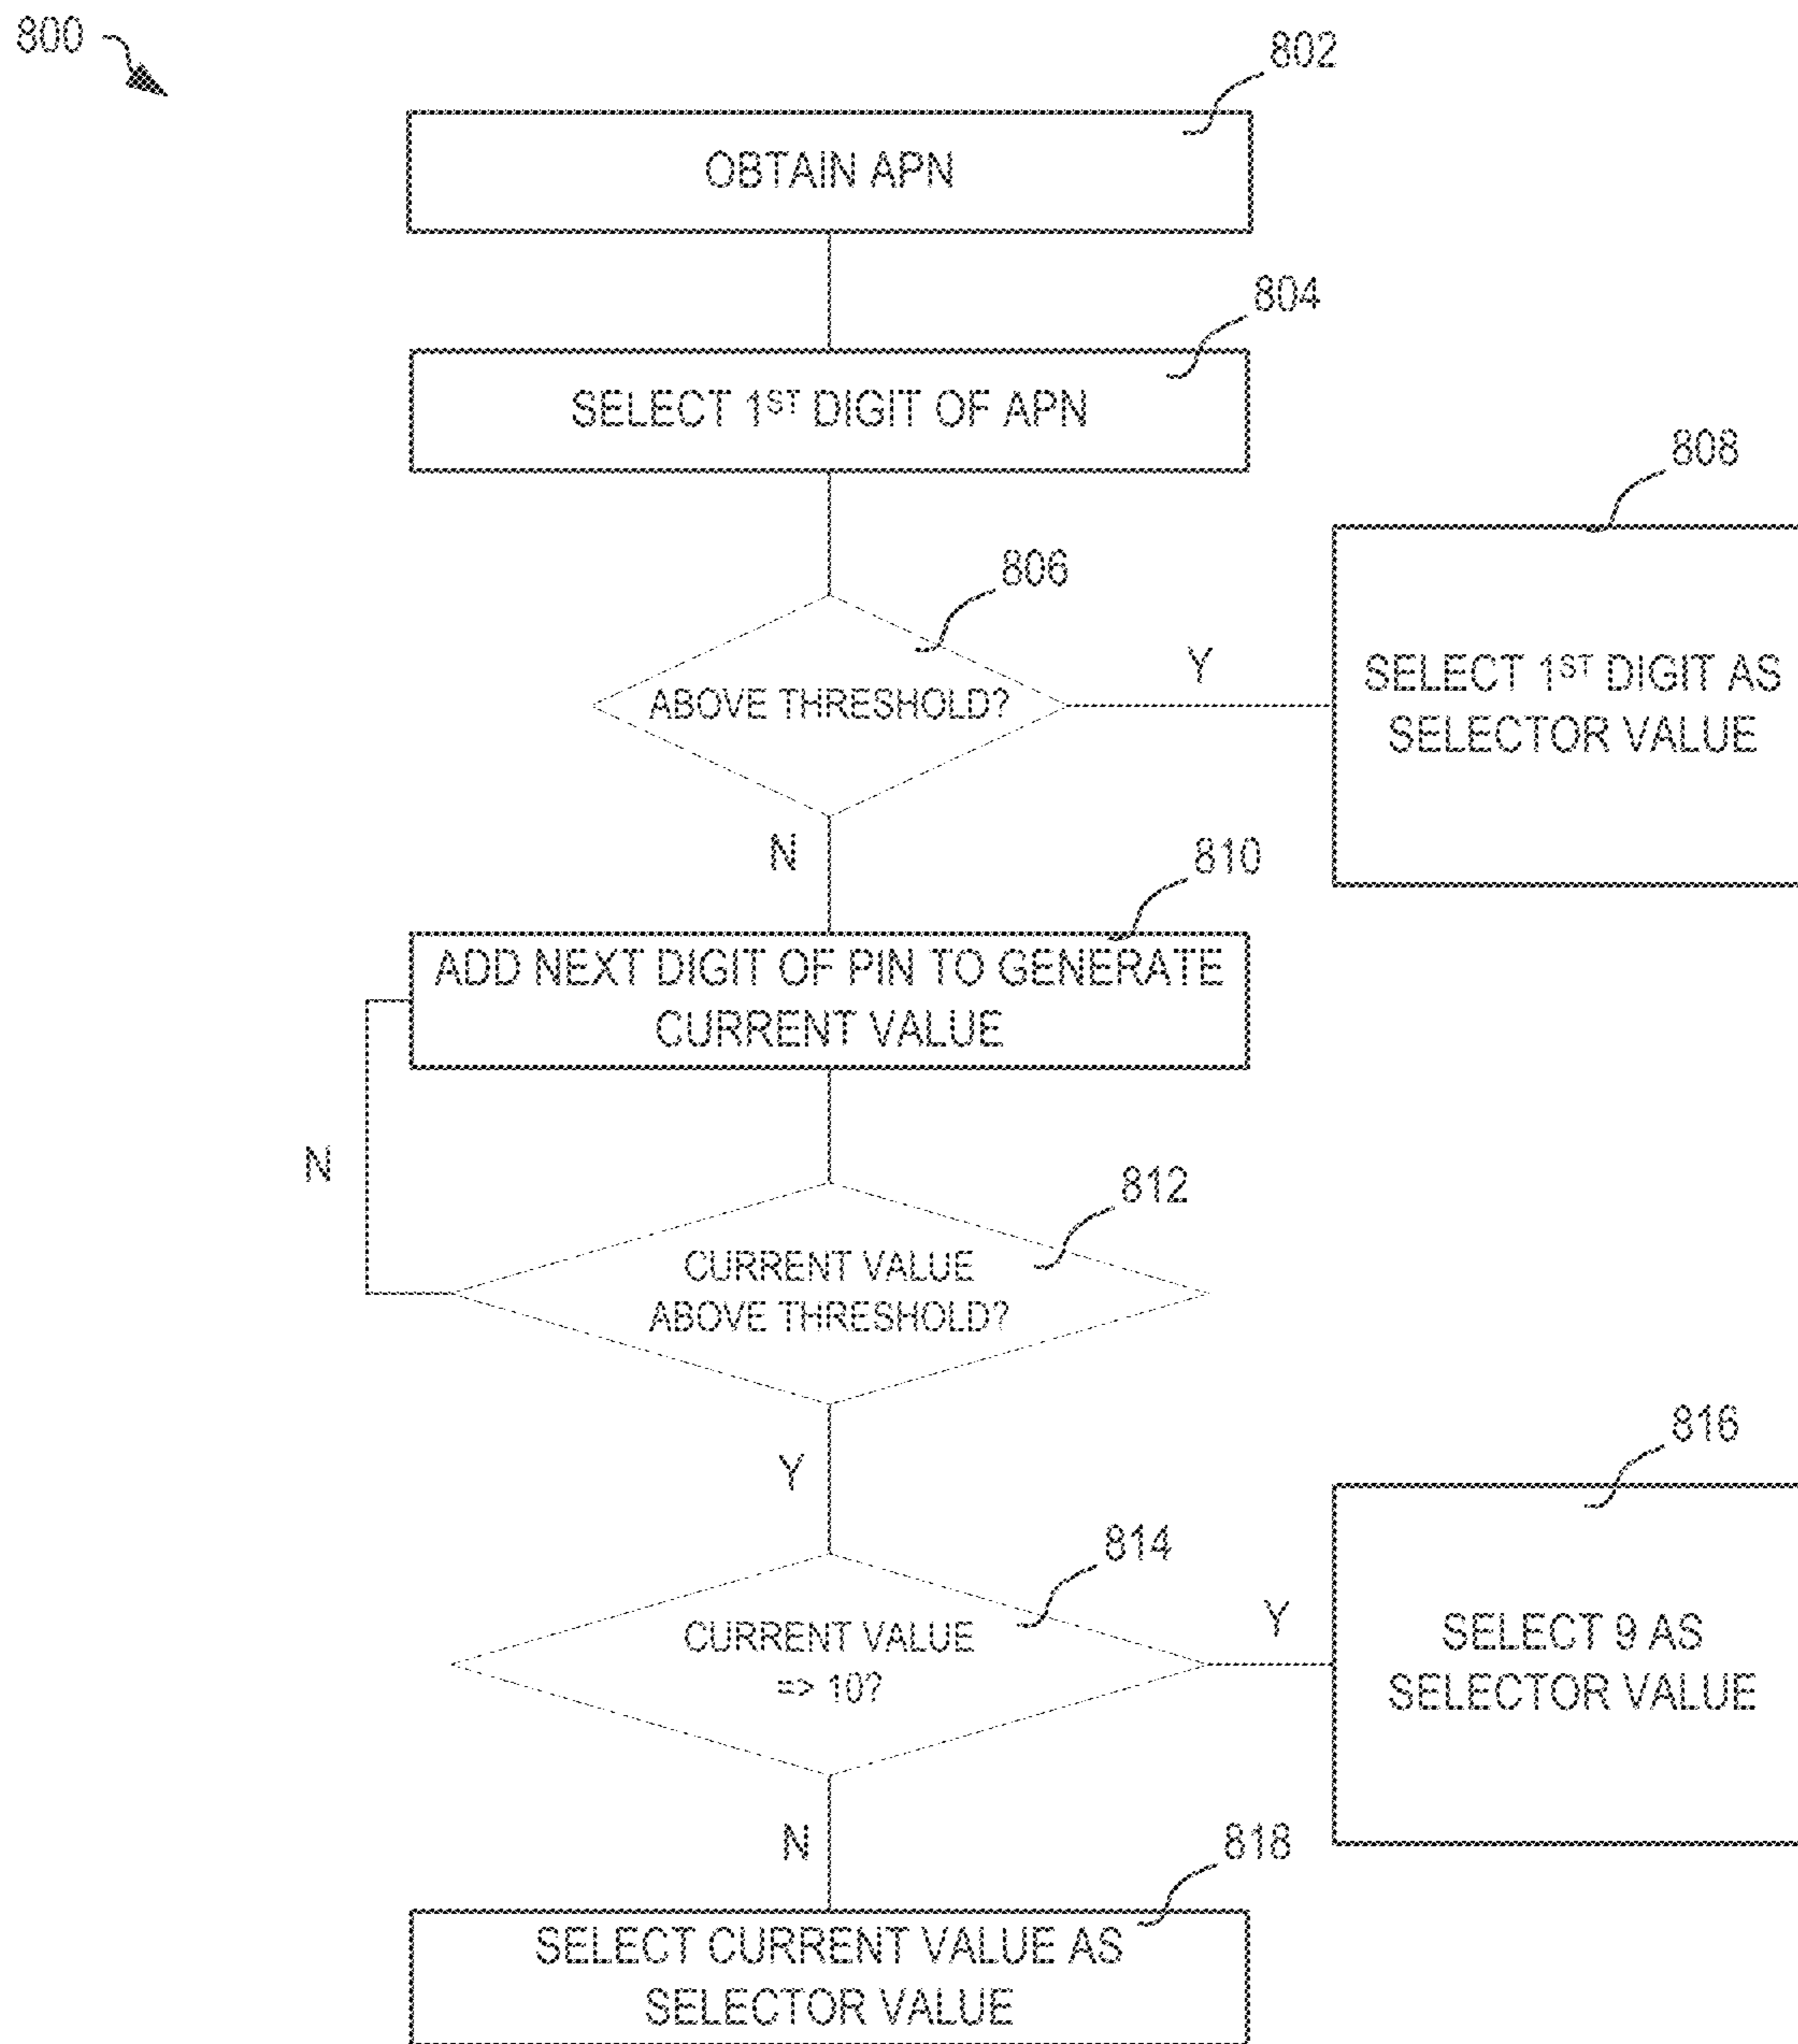 800
802
OBTAIN APN
804
SELECT 1ST DIGIT OF APN
808
806
SELECT 1ST DIGIT AS
SELECTOR VALUE
Y
ABOVE THRESHOLD?
N
810
ADD NEXT DIGIT OF PIN TO GENERATE
CURRENT VALUE
N
812
CURRENT VALUE
ABOVE THRESHOLD?
Y
816
814
CURRENT VALUE
=> 10?
Y
SELECT 9 AS
SELECTOR VALUE
N
818
SELECT CURRENT VALUE AS
SELECTOR VALUE